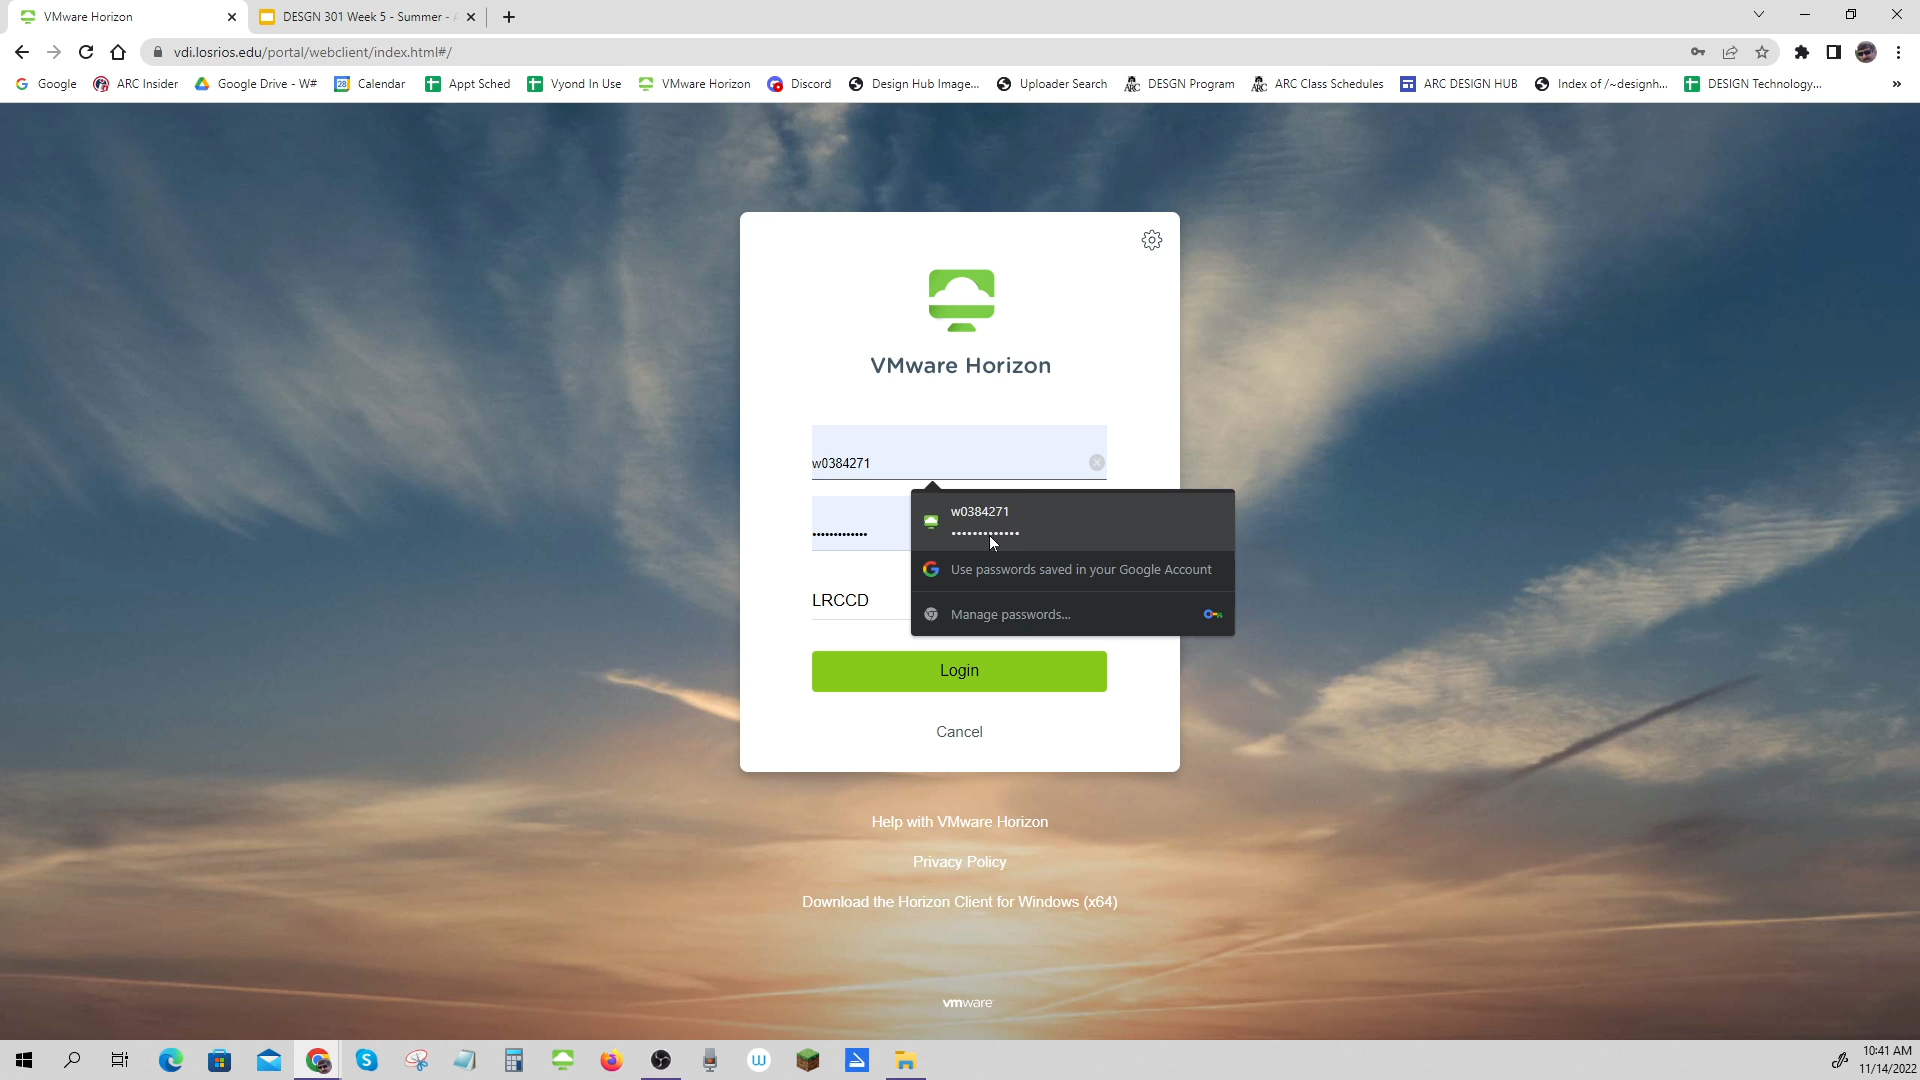 VMware Horizon
DESGN 301 Week 5 - Summer -
vdi.losrios.edu/portal/webclient/index.html#/
Google
ARC Insider
Google Drive - W#
Calendar
Appt Sched
Vyond In Use
VMware Horizon
Discord
Design Hub Image...
Uploader Search
DESGN Program
ARC Class Schedules
ARC DESIGN HUB
Index of /~designh...
DESIGN Technology...
»
VMware Horizon
w0384271
w0384271
•••••••••••••
•••••••••••••
Use passwords saved in your Google Account
LRCCD
Manage passwords...
Login
Cancel
Help with VMware Horizon
Privacy Policy
Download the Horizon Client for Windows (x64)
vmware
10:41 AM
11/14/2022